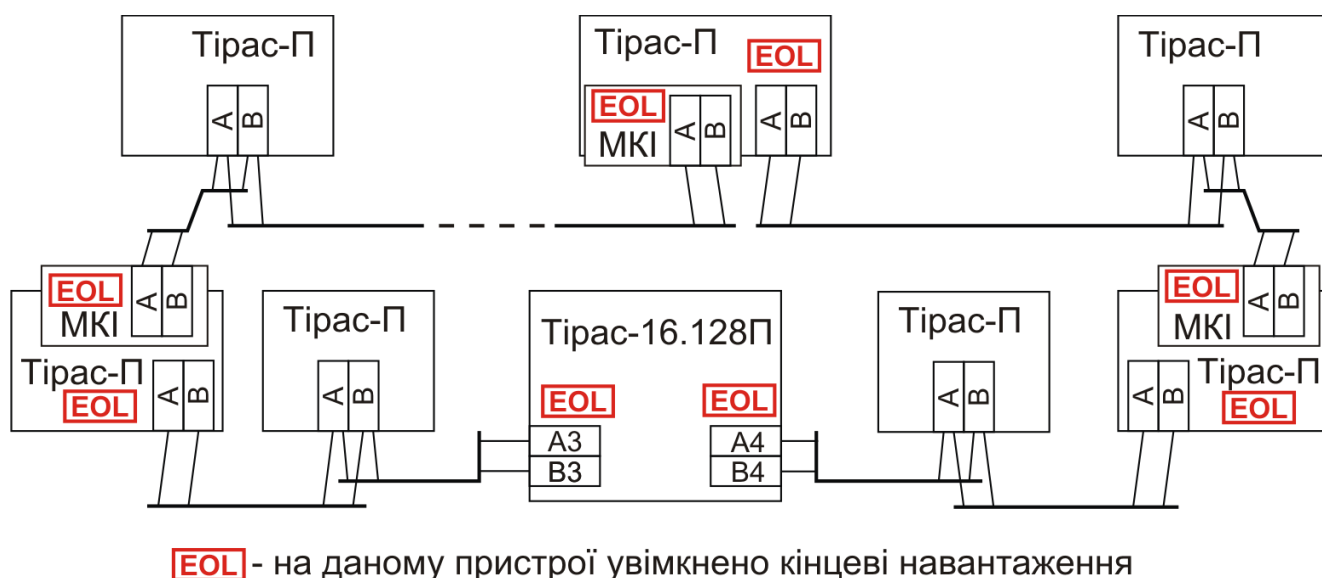 Тірас-П
A
B
Тірас-П
EOL
EOL
МКІ
A
B
A
B
Тірас-П
A
B
EOL
МКІ
A
B
Тірас-П
EOL
A
B
Тірас-П
A
B
Тірас-16.128П
EOL
EOL
A3
B3
A4
B4
Тірас-П
A
B
EOL
МКІ
A
B
Тірас-П
EOL
A
B
EOL - на даному пристрої увімкнено кінцеві навантаження